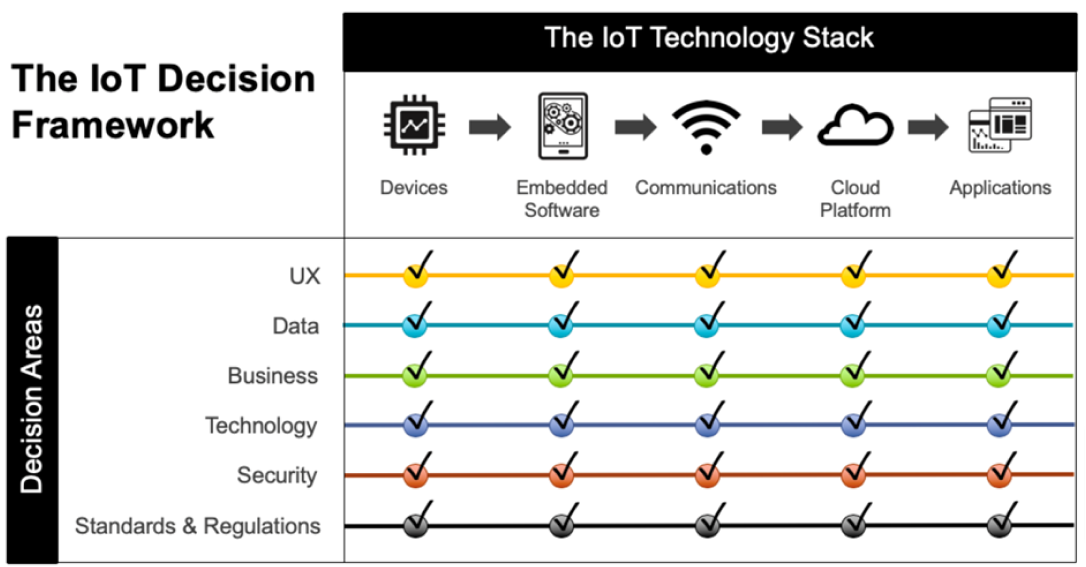 The IoT Technology Stack
The IoT Decision
Framework
Devices
Embedded
Software
Communications
Cloud
Platform
Applications
Decision Areas
UX
Data
Business
Technology
Security
Standards & Regulations